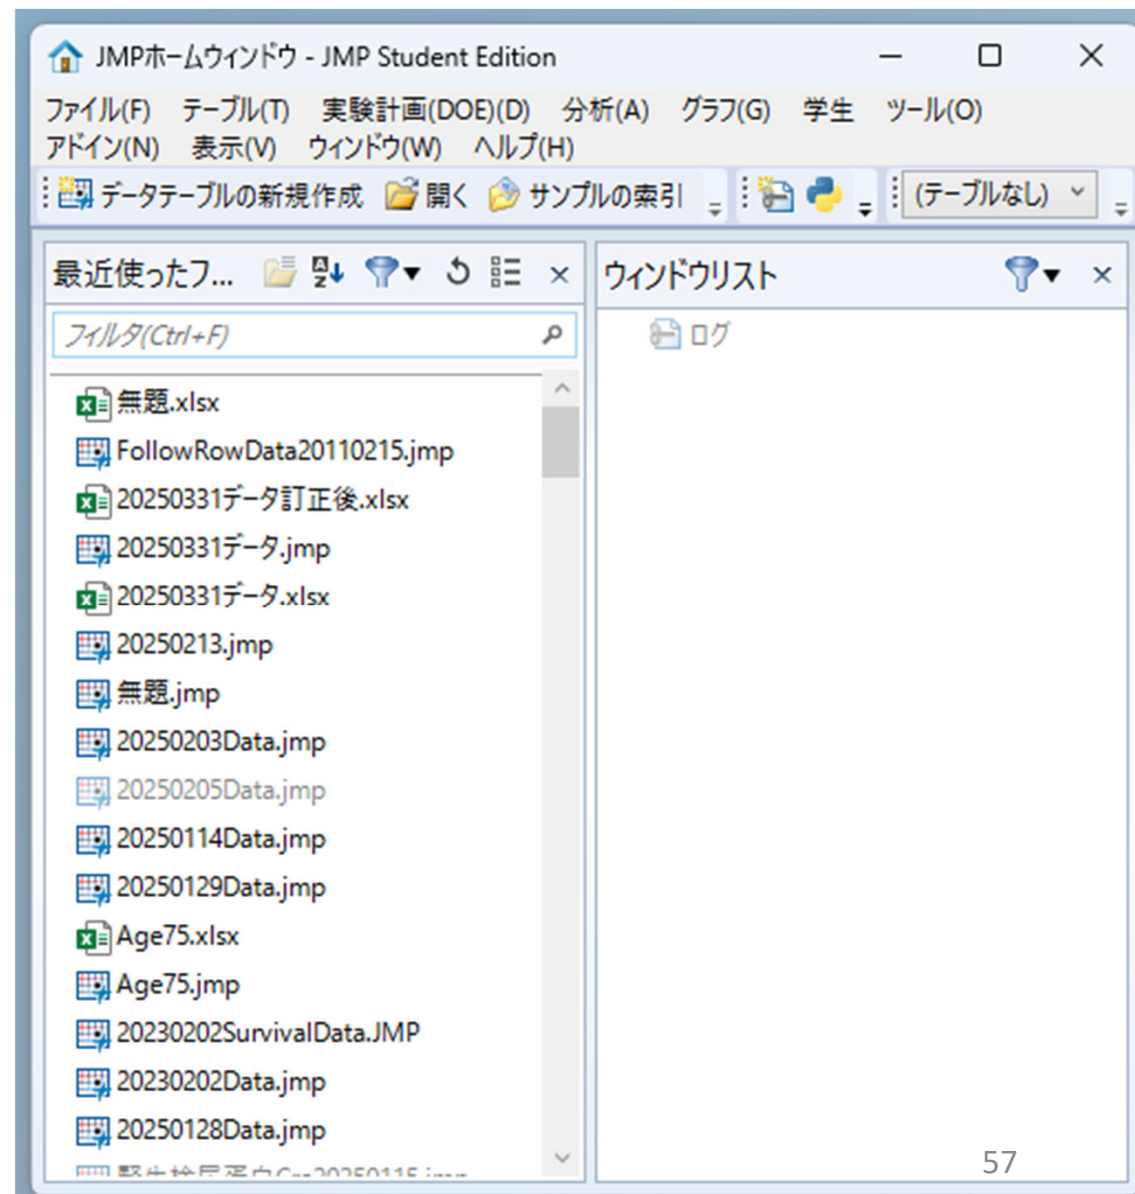 JMPホームウィンドウ - JMP Student Edition
ファイル(F) テーブル(T) 実験計画(DOE)(D) 分析(A) グラフ(G) 学生 ツール(O)
アドイン(N) 表示(V) ウィンドウ(W) ヘルプ(H)
データテーブルの新規作成 開く サンプルの索引 (テーブルなし)
最近使ったフ...
フィルタ(Ctrl+F)
無題.xlsx
FollowRowData20110215.jmp
20250331データ訂正後.xlsx
20250331データ.jmp
20250331データ.xlsx
20250213.jmp
無題.jmp
20250203Data.jmp
20250205Data.jmp
20250114Data.jmp
20250129Data.jmp
Age75.xlsx
Age75.jmp
20230202SurvivalData.JMP
20230202Data.jmp
20250128Data.jmp
ウィンドウリスト
ログ
57